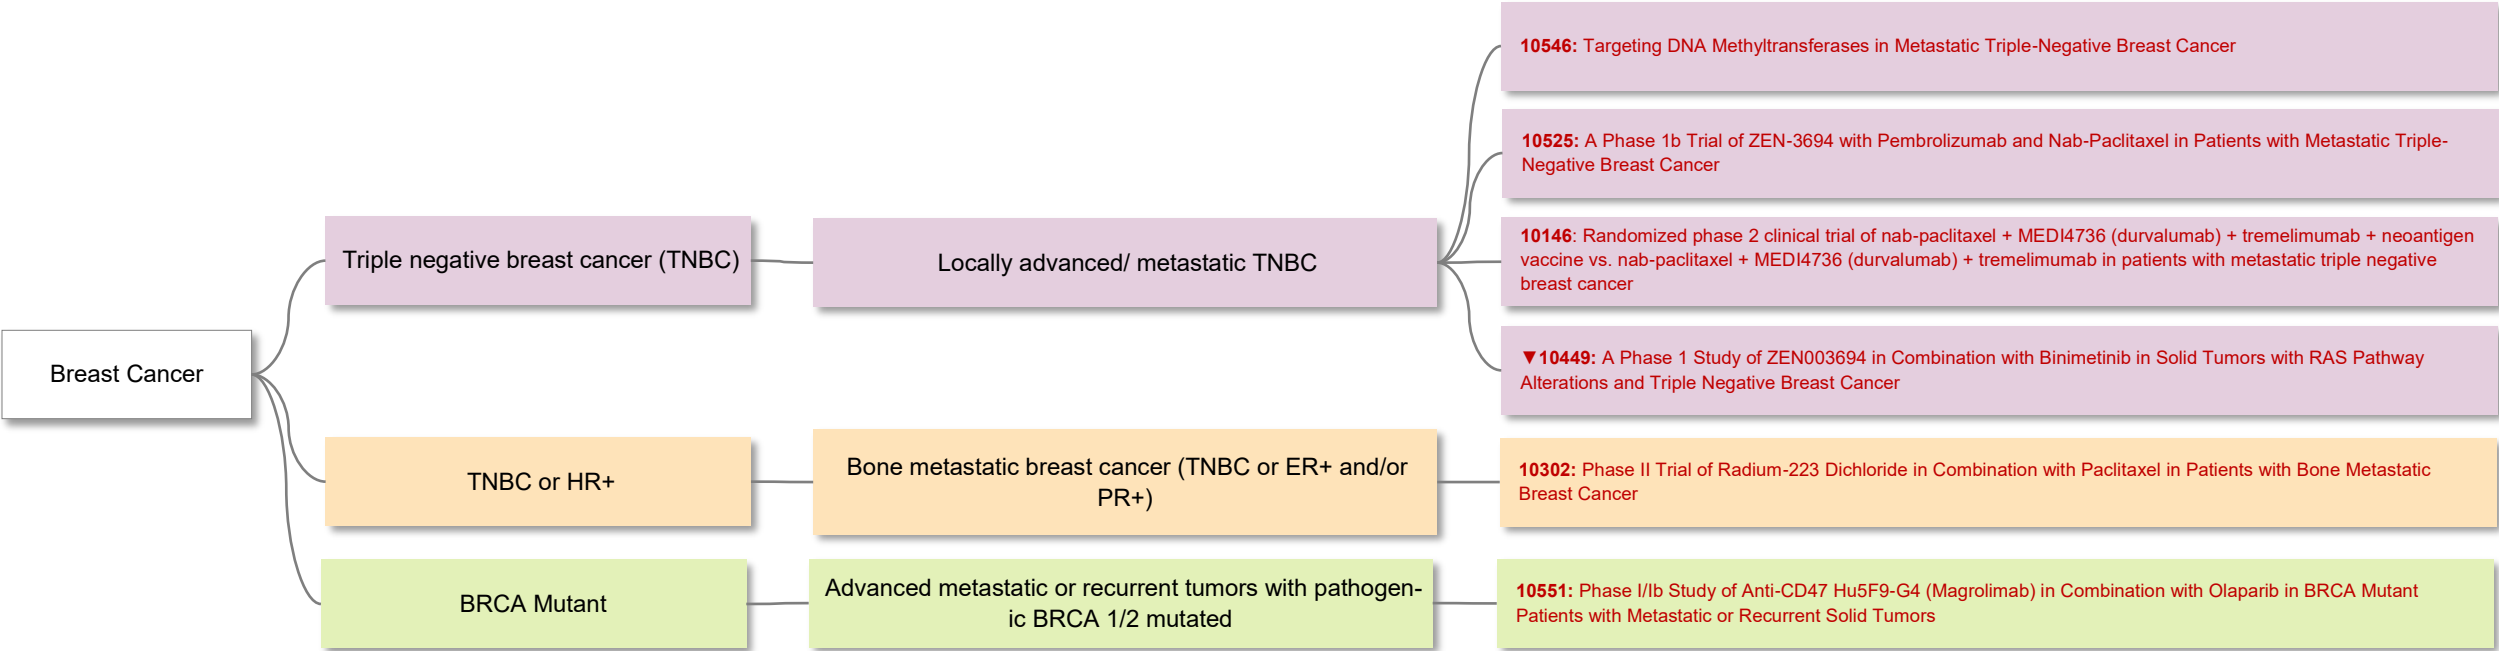 Breast Cancer
Triple negative breast cancer (TNBC)
Locally advanced/ metastatic TNBC
10546: Targeting DNA Methyltransferases in Metastatic Triple-Negative Breast Cancer
10525: A Phase 1b Trial of ZEN-3694 with Pembrolizumab and Nab-Paclitaxel in Patients with Metastatic Triple-
Negative Breast Cancer
10146: Randomized phase 2 clinical trial of nab-paclitaxel + MEDI4736 (durvalumab) + tremelimumab + neoantigen
vaccine vs. nab-paclitaxel + MEDI4736 (durvalumab) + tremelimumab in patients with metastatic triple negative
breast cancer
▼10449: A Phase 1 Study of ZEN003694 in Combination with Binimetinib in Solid Tumors with RAS Pathway
Alterations and Triple Negative Breast Cancer
TNBC or HR+
Bone metastatic breast cancer (TNBC or ER+ and/or
PR+)
10302: Phase II Trial of Radium-223 Dichloride in Combination with Paclitaxel in Patients with Bone Metastatic
Breast Cancer
BRCA Mutant
Advanced metastatic or recurrent tumors with pathogen-
ic BRCA 1/2 mutated
10551: Phase I/Ib Study of Anti-CD47 Hu5F9-G4 (Magrolimab) in Combination with Olaparib in BRCA Mutant
Patients with Metastatic or Recurrent Solid Tumors